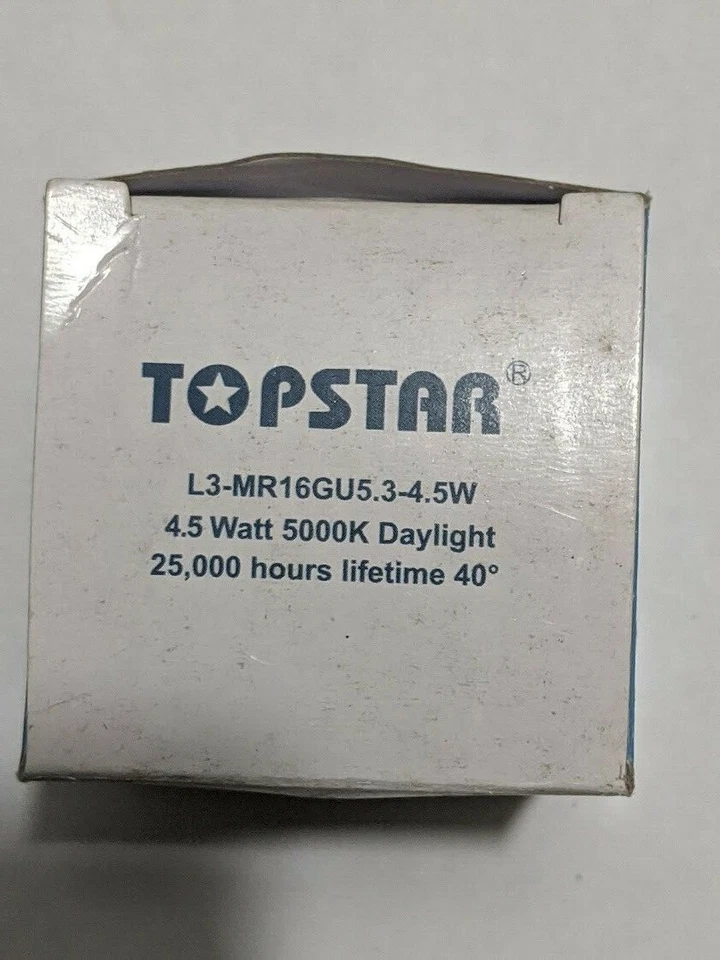 TOPSTAR®
L3-MR16GU5.3-4.5W
4.5 Watt 5000K Daylight
25,000 hours lifetime 40°